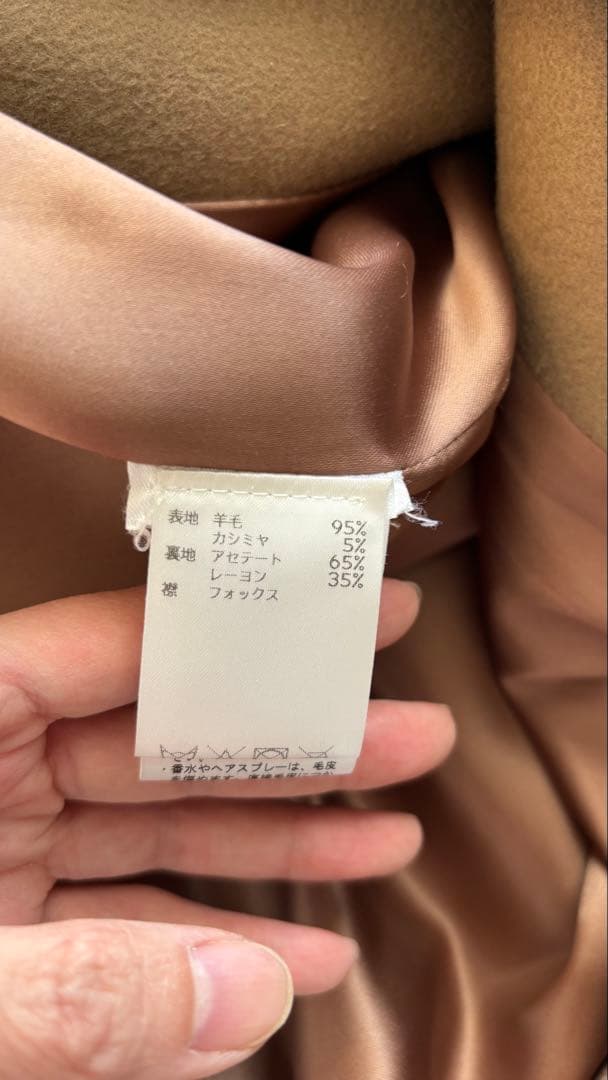 表地 羊毛 95%
カシミヤ 5%
裏地 アセテート 65%
レーヨン 35%
襟 フォックス
・香水やヘアスプレーは、毛皮